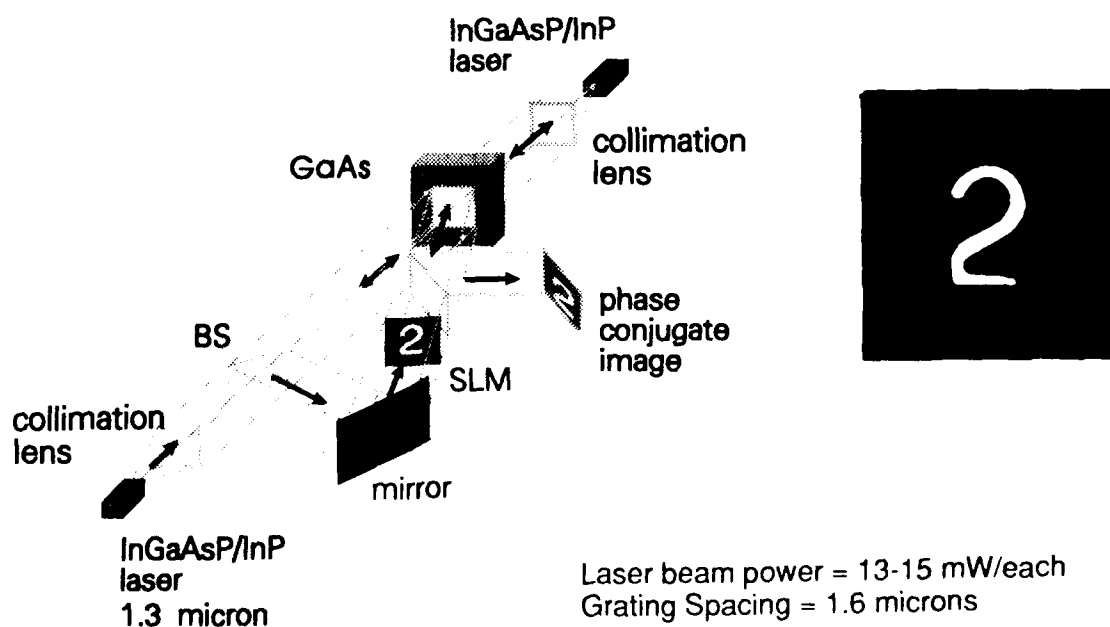 InGaAsP/InP
laser
collimation
lens
GaAs
2
phase
conjugate
image
2
BS
2
SLM
collimation
lens
mirror
InGaAsP/InP
laser
1.3 micron
Laser beam power = 13-15 mW/each
Grating Spacing = 1.6 microns